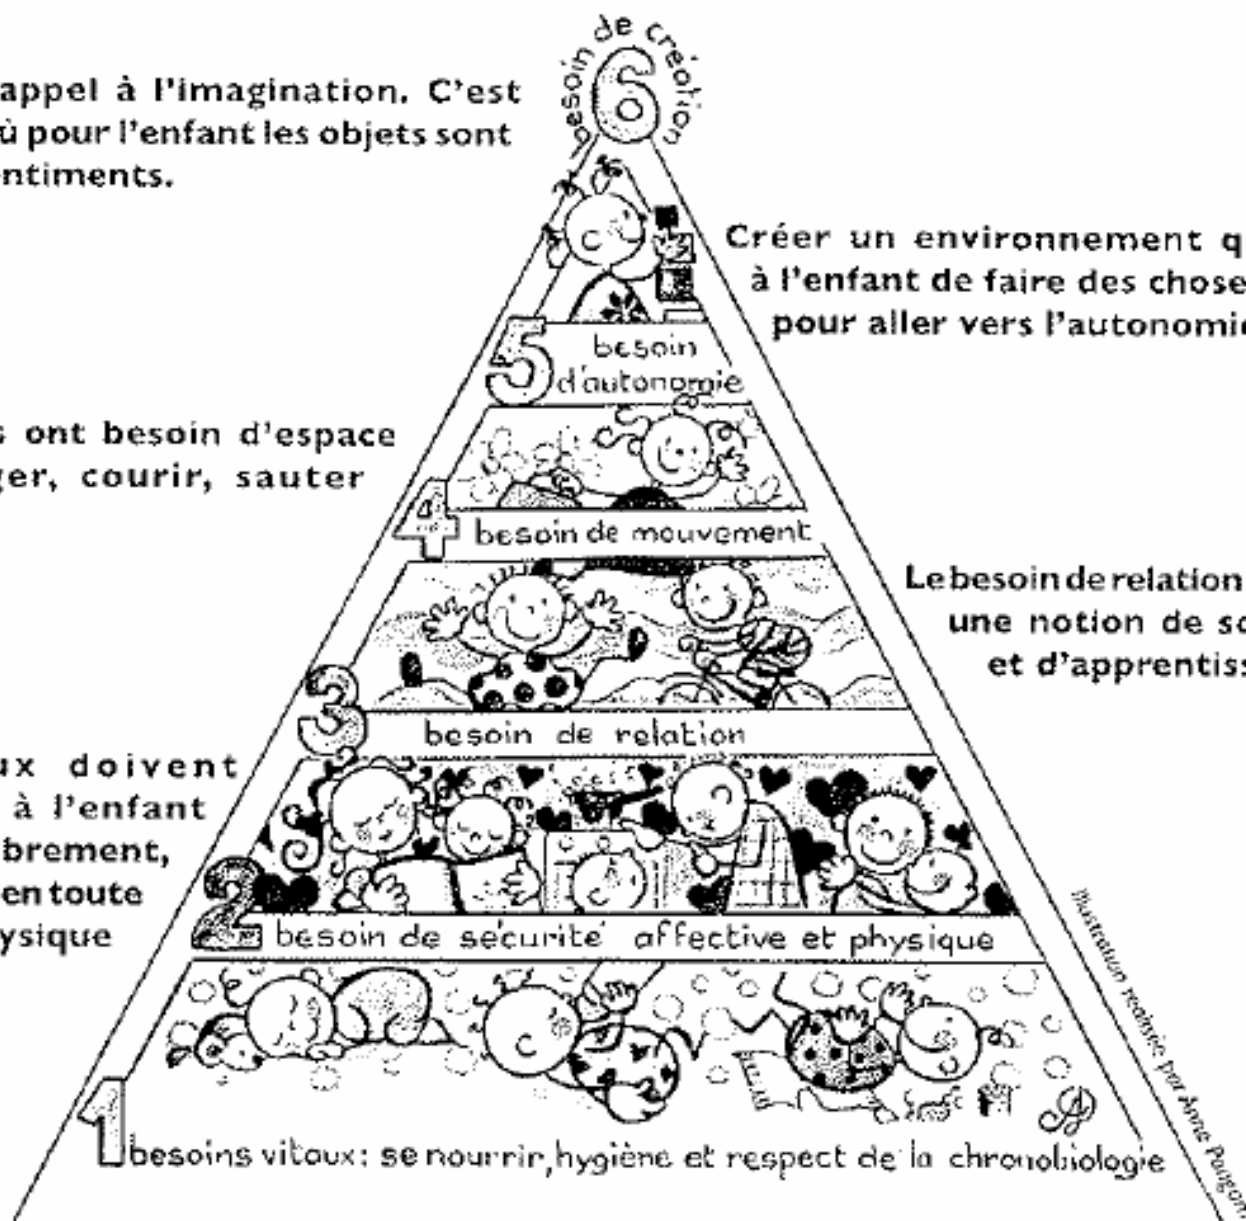 besoin de création
6
appel à l'imagination. C'est
ù pour l'enfant les objets sont
ntiments.
Créer un environnement q
à l'enfant de faire des chose
pour aller vers l'autonomie
5
besoin
d'autonomie
s ont besoin d'espace
ger, courir, sauter
4 besoin de mouvement
Le besoin de relation
une notion de so
et d'apprentiss
3 besoin de relation
ux doivent
à l'enfant
brement,
en toute
ysique
2 besoin de sécurité affective et physique
1 besoins vitaux: se nourrir, hygiène et respect de la chronobiologie
Illustration réalisée par Anne